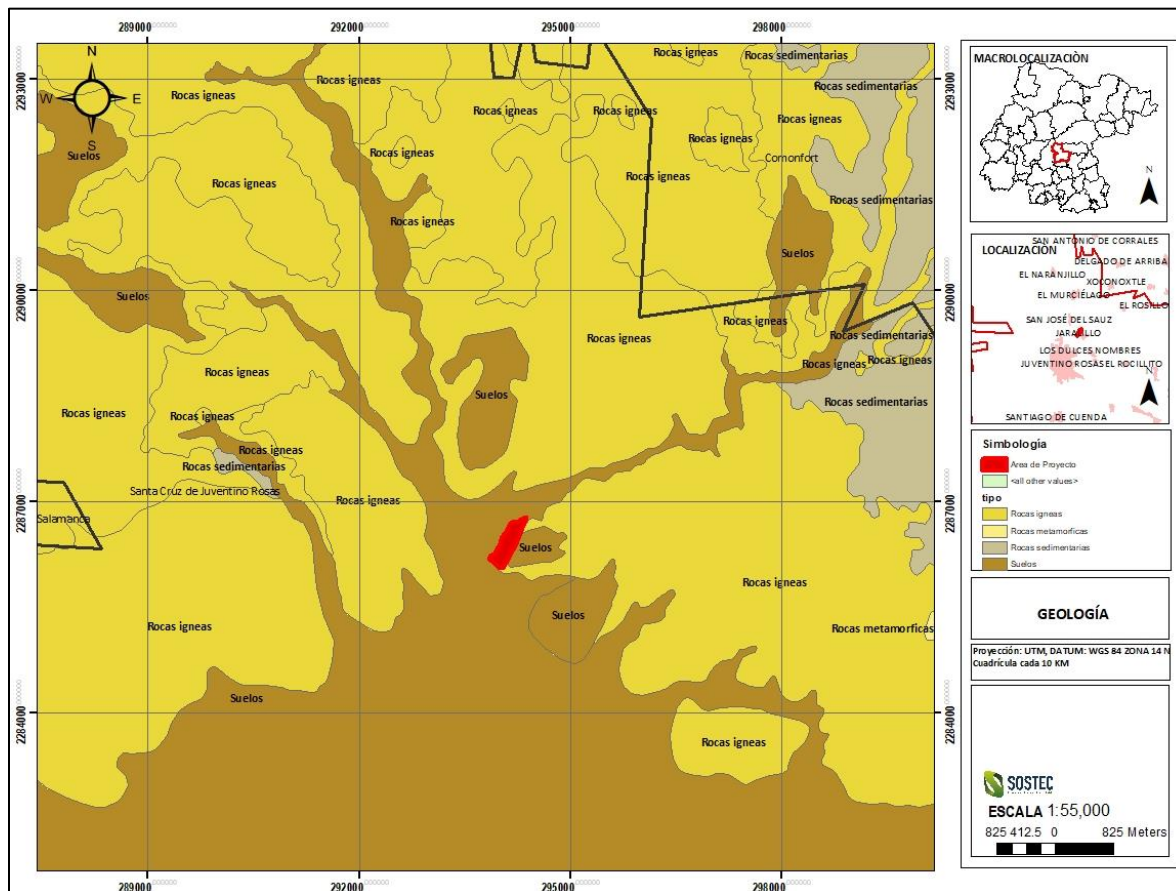 289000 292000 295000 298000
N
W E
S
2293000
2290000
2287000
2284000
Rocas igneas
Rocas sedimentarias
Rocas igneas
Rocas sedimentarias
Rocas igneas
Rocas igneas
Rocas igneas
Rocas igneas
Suelos
Rocas igneas
Comonfort
Rocas igneas
Rocas igneas
Rocas sedimentarias
Rocas igneas
Suelos
Suelos
Rocas igneas
Rocas igneas
Rocas sedimentarias
Rocas igneas
Rocas igneas
Rocas igneas
Suelos
Rocas sedimentarias
Rocas igneas
Rocas igneas
Rocas igneas
Rocas sedimentarias
Santa Cruz de Juventino Rosas
Rocas igneas
Salamanca
Suelos
Rocas igneas
Suelos
Rocas igneas
Rocas metamorficas
Suelos
Rocas igneas
2293000
2290000
2287000
2284000
289000 292000 295000 298000
MACROLOCALIZACIÒN
N
LOCALIZACIÒN
SAN ANTONIO DE CORRALES
DELGADO DE ARRIBA
EL NARANJILLO
XOCONOXTLE
EL MURCIÉLAGO
EL ROSILLO
SAN JOSÉ DEL SAUZ
JARALILLO
LOS DULCES NOMBRES
JUVENTINO ROSAS EL ROCILLITO
N
SANTIAGO DE CUENDA
Simbología
Area de Proyecto
<all other values>
tipo
Rocas igneas
Rocas metamorficas
Rocas sedimentarias
Suelos
GEOLOGÍA
Proyección: UTM, DATUM: WGS 84 ZONA 14 N
Cuadrícula cada 10 KM
SOSTEC
ESCALA 1:55,000
825 412.5 0 825 Meters